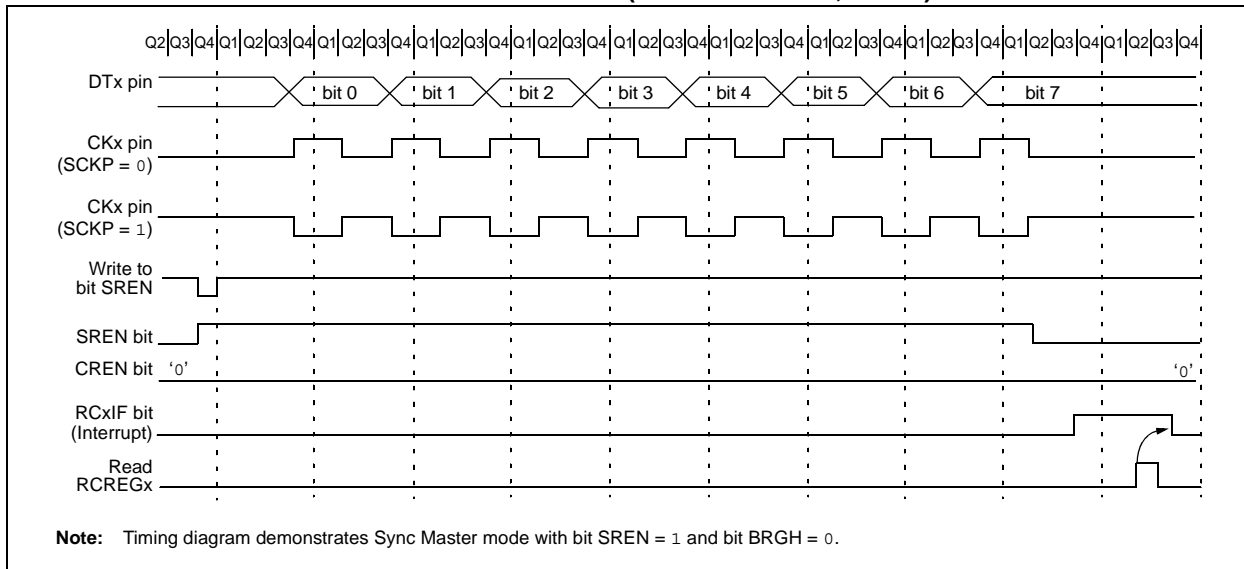 Q2|Q3|Q4|Q1|Q2|Q3|Q4|Q1|Q2|Q3|Q4|Q1|Q2|Q3|Q4|Q1|Q2|Q3|Q4|Q1|Q2|Q3|Q4|Q1|Q2|Q3|Q4|Q1|Q2|Q3|Q4|Q1|Q2|Q3|Q4|Q1|Q2|Q3|Q4|Q1|Q2|Q3|Q4|
DTx pin bit 0 bit 1 bit 2 bit 3 bit 4 bit 5 bit 6 bit 7
CKx pin
(SCKP = 0)
CKx pin
(SCKP = 1)
Write to
bit SREN
SREN bit
CREN bit ‘0’ ‘0’
RCxIF bit
(Interrupt)
Read
RCREGx
Note: Timing diagram demonstrates Sync Master mode with bit SREN = 1 and bit BRGH = 0.